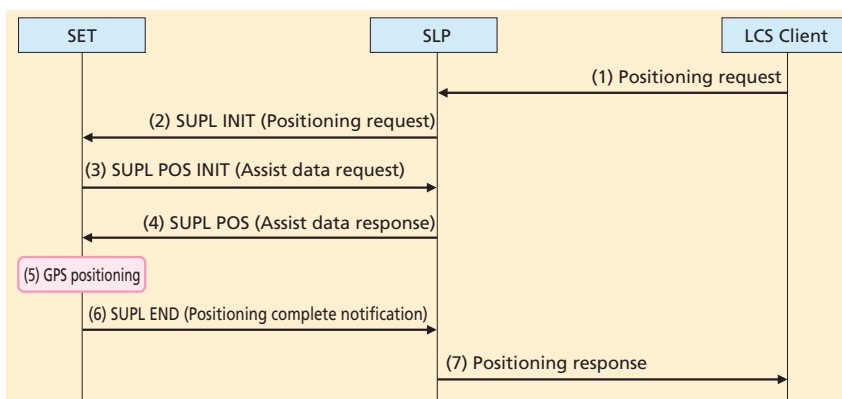 SET
SLP
LCS Client
(1) Positioning request
(2) SUPL INIT (Positioning request)
(3) SUPL POS INIT (Assist data request)
(4) SUPL POS (Assist data response)
(5) GPS positioning
(6) SUPL END (Positioning complete notification)
(7) Positioning response